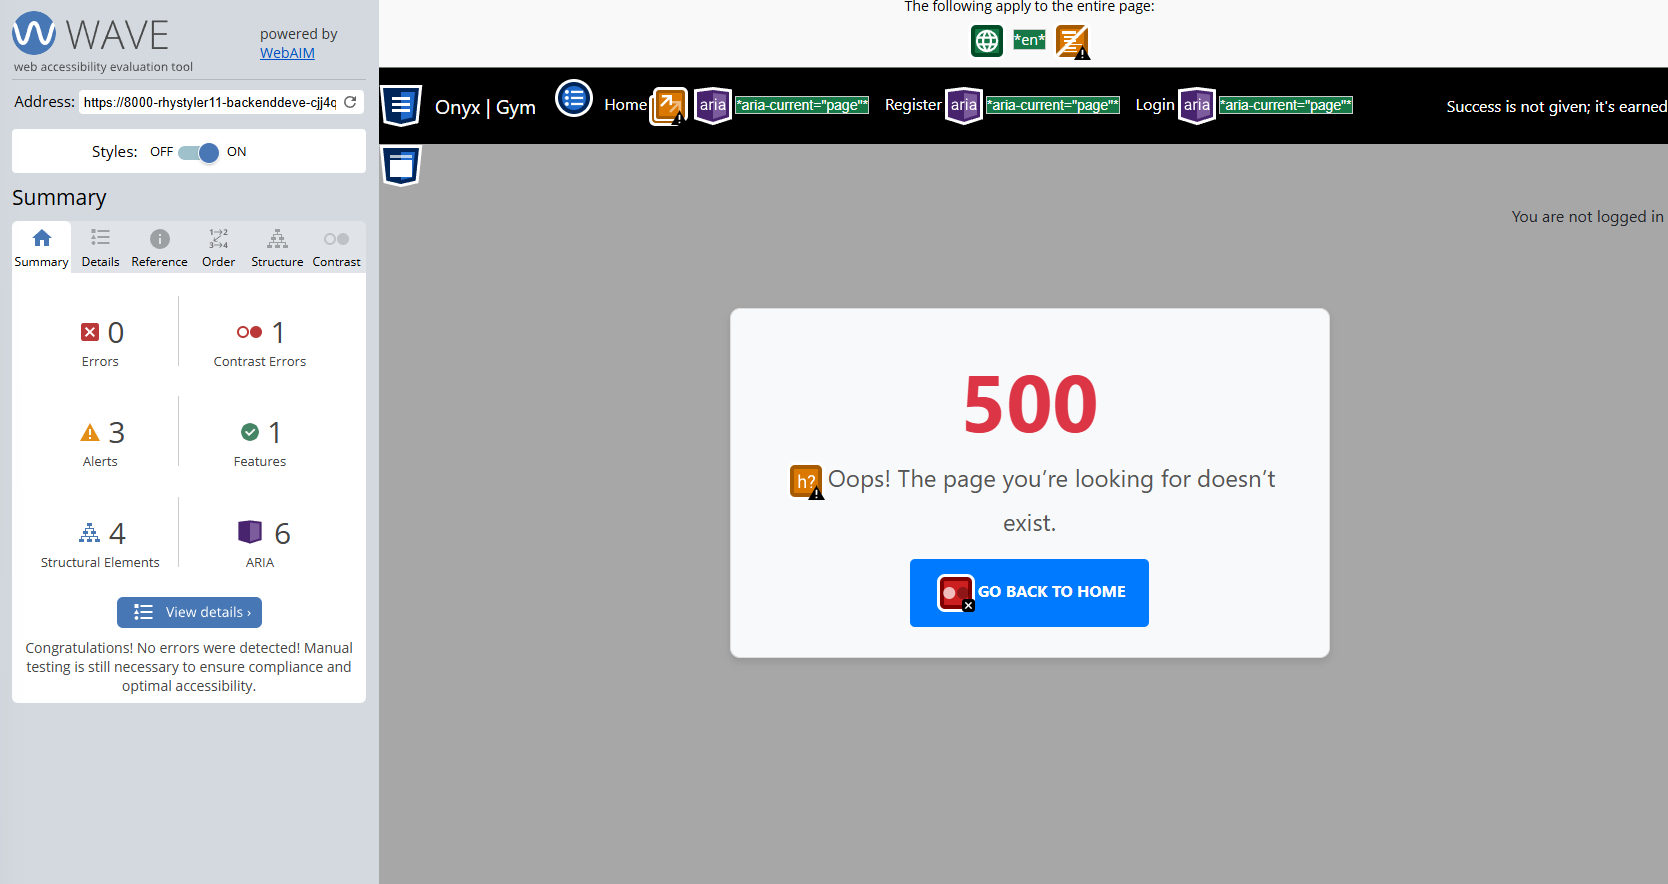 WAVE
powered by
WebAIM
web accessibility evaluation tool
Address: https://8000-rhystyler11-backenddeve-cjj4q
Styles: OFF ON
Summary
1 2
3 4
Summary Details Reference Order Structure Contrast
0 1
Errors Contrast Errors
3 1
Alerts Features
4 6
Structural Elements ARIA
View details ›
Congratulations! No errors were detected! Manual
testing is still necessary to ensure compliance and
optimal accessibility.
The following apply to the entire page:
*en*
Onyx | Gym Home aria *aria-current="page"* Register aria *aria-current="page"* Login aria *aria-current="page"* Success is not given; it's earned
You are not logged in
500
h? Oops! The page you’re looking for doesn’t
exist.
GO BACK TO HOME